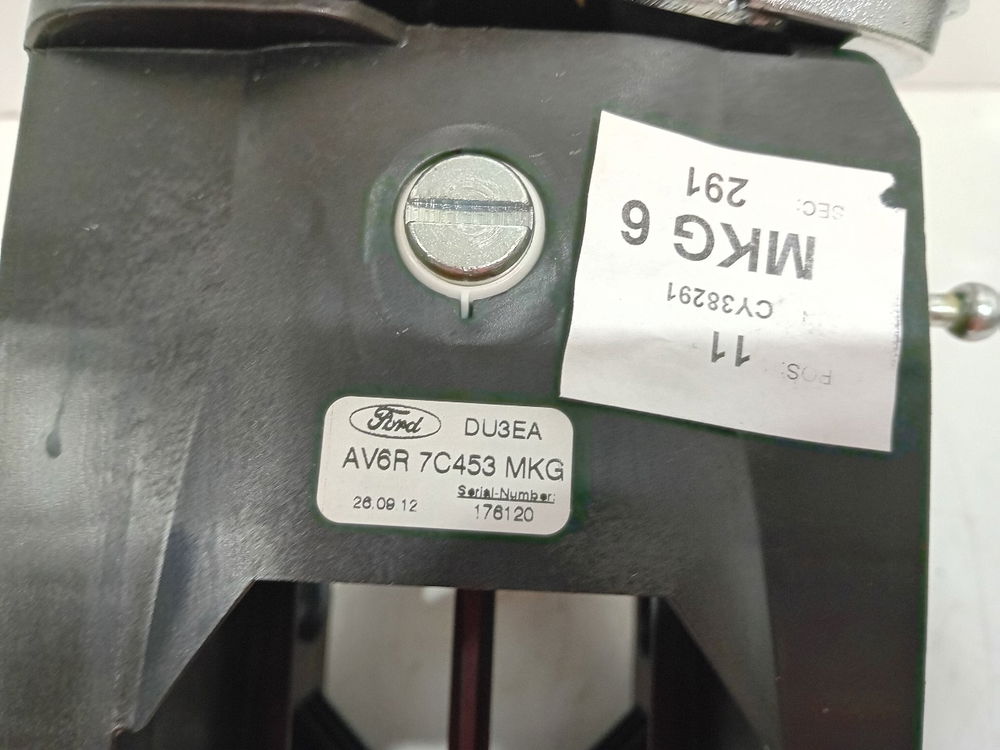 Ford DU3EA
AV6R 7C453 MKG
26.09 12
Serial-Number:
176120
POS: 11
CY38291
MKG 6
SEC: 291